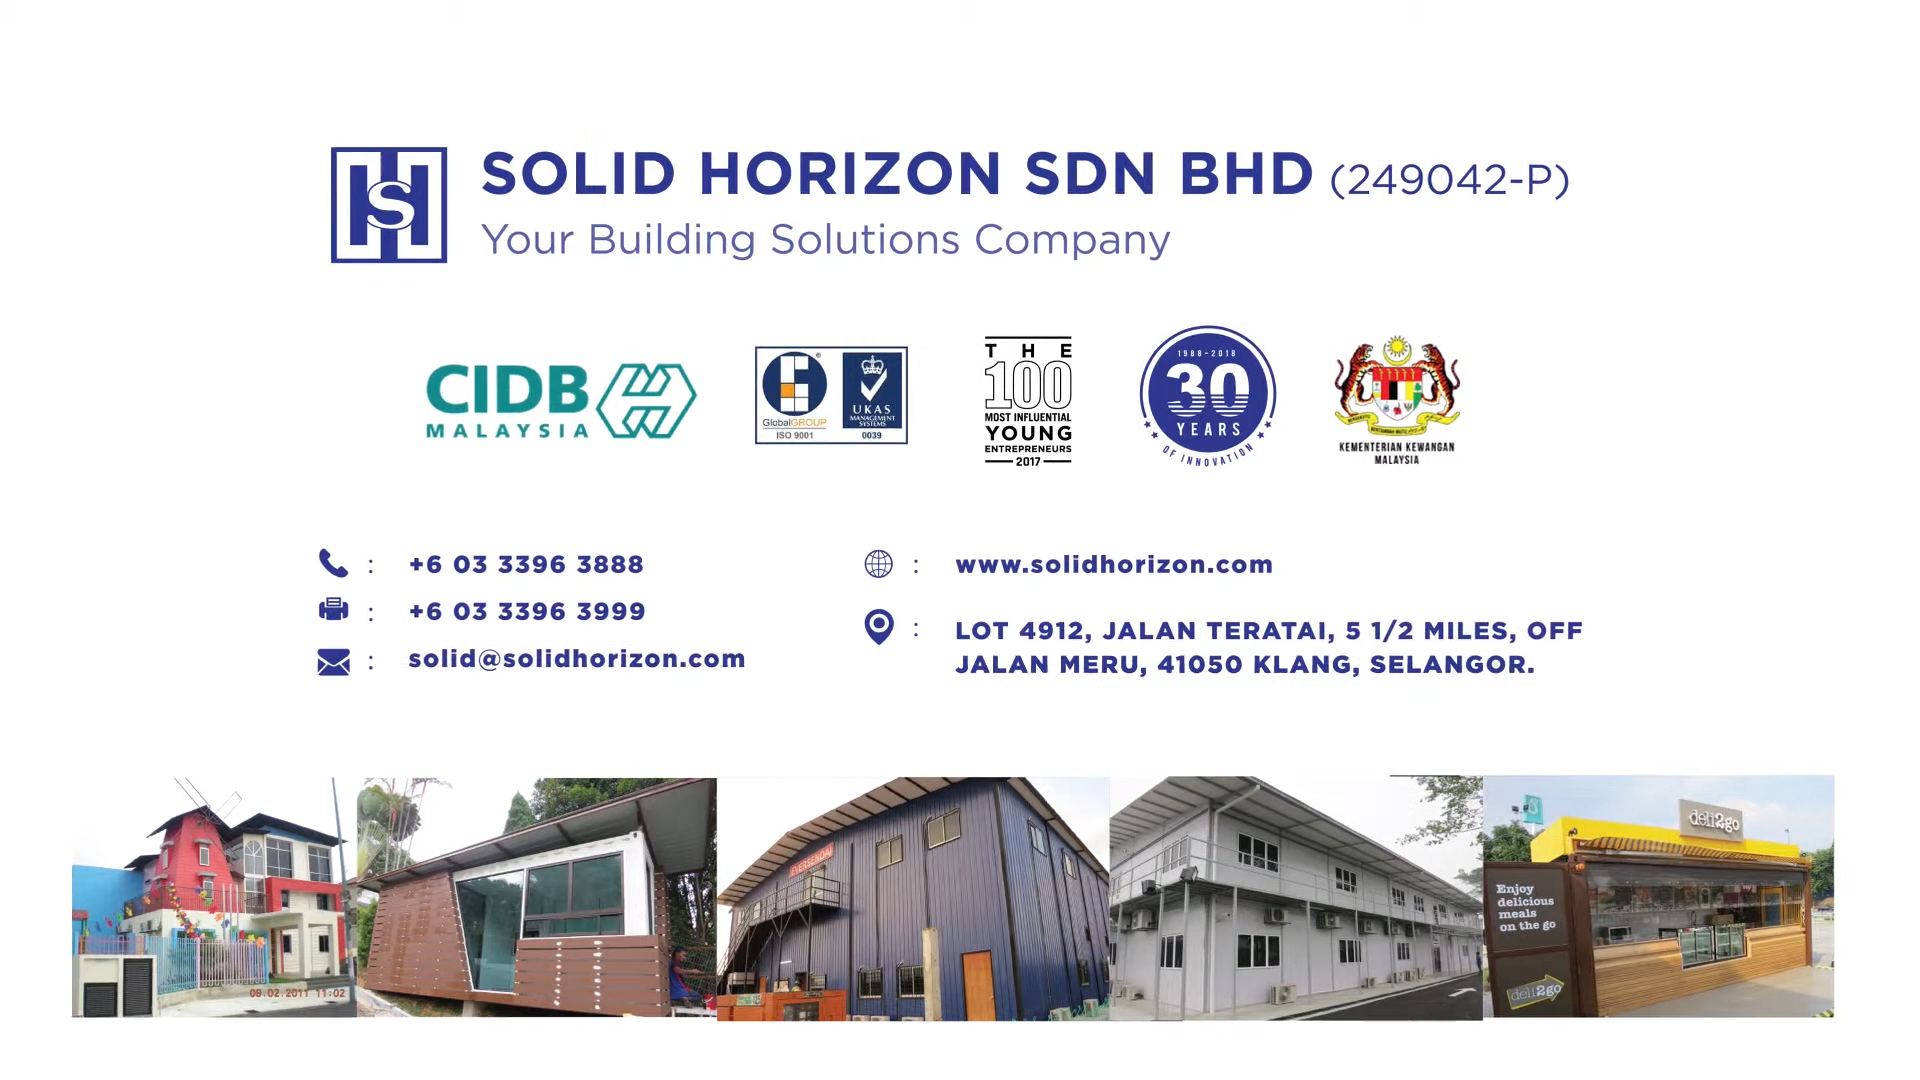 SOLID HORIZON SDN BHD (249042-P)
Your Building Solutions Company
HS
CIDB
MALAYSIA
GlobalGROUP
ISO 9001
UKAS
MANAGEMENT
SYSTEMS
0039
THE
100
MOST INFLUENTIAL
YOUNG
ENTREPRENEURS
2017
1988-2018
30
YEARS
OF INNOVATION
KEMENTERIAN KEWANGAN
MALAYSIA
: +6 03 3396 3888
: +6 03 3396 3999
: solid@solidhorizon.com
: www.solidhorizon.com
: LOT 4912, JALAN TERATAI, 5 1/2 MILES, OFF
JALAN MERU, 41050 KLANG, SELANGOR.
09.02.2011 11:02
EVERSENDAI
deli2go
Enjoy
delicious
meals
on the go
deli2go